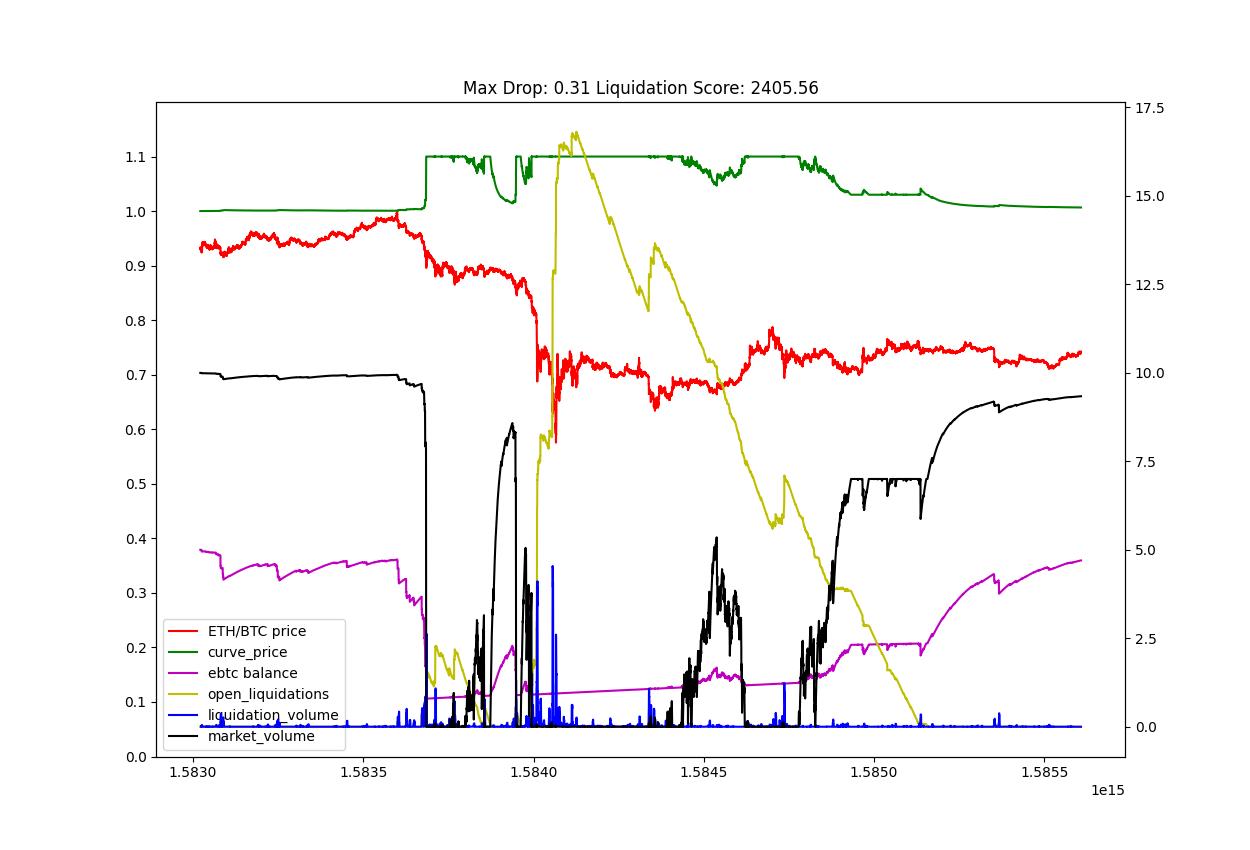 Max Drop: 0.31 Liquidation Score: 2405.56
1.1
1.0
0.9
0.8
0.7
0.6
0.5
0.4
0.3
0.2
0.1
0.0
17.5
15.0
12.5
10.0
7.5
5.0
2.5
0.0
ETH/BTC price
curve_price
ebtc balance
open_liquidations
liquidation_volume
market_volume
1.5830 1.5835 1.5840 1.5845 1.5850 1.5855
1e15